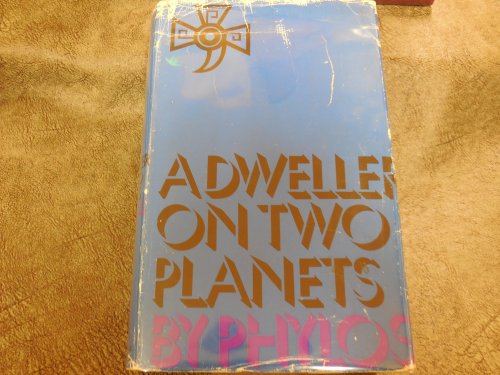 A DWELLER
ON TWO
PLANETS
BY PHYLOS